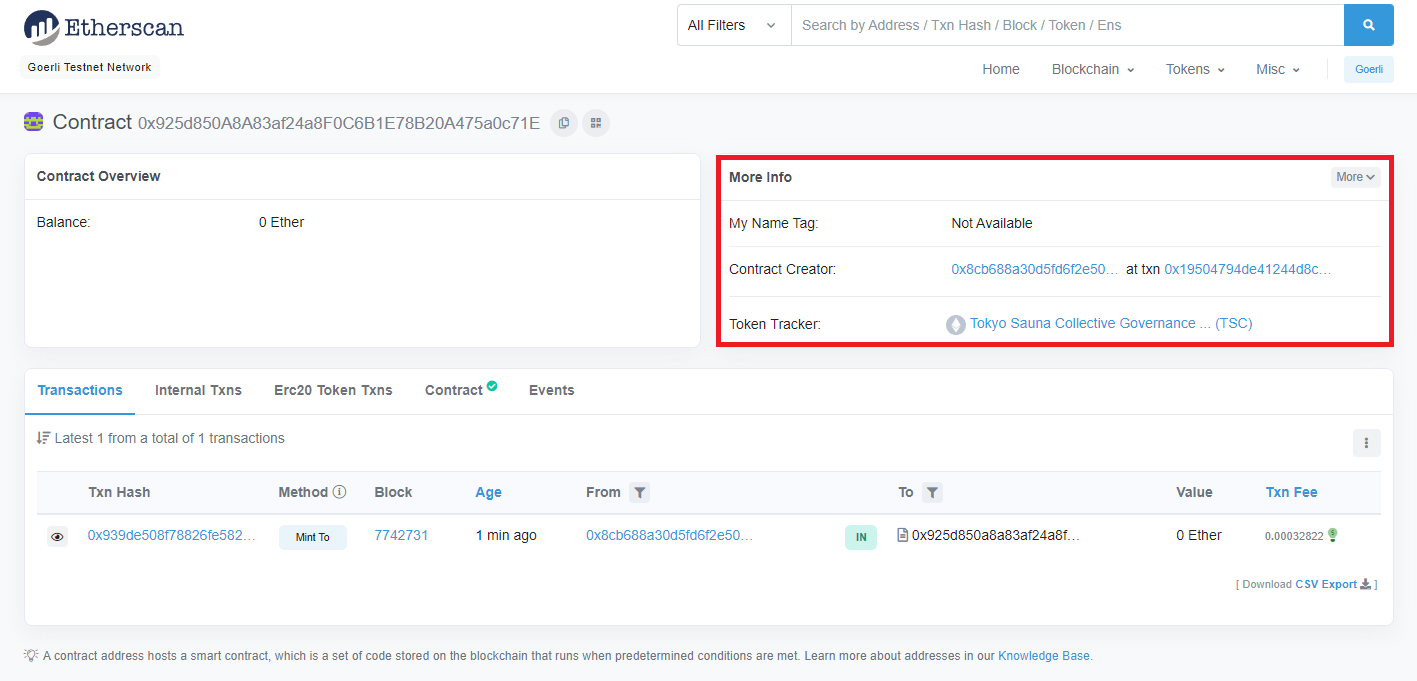 Etherscan
All Filters
Search by Address / Txn Hash / Block / Token / Ens
Goerli Testnet Network
Home Blockchain Tokens Misc Goerli
Contract 0x925d850A8A83af24a8F0C6B1E78B20A475a0c71E
Contract Overview
Balance: 0 Ether
More Info More
My Name Tag: Not Available
Contract Creator: 0x8cb688a30d5fd6f2e50... at txn 0x19504794de41244d8c...
Token Tracker: Tokyo Sauna Collective Governance ... (TSC)
Transactions Internal Txns Erc20 Token Txns Contract Events
Latest 1 from a total of 1 transactions
Txn Hash Method Block Age From To Value Txn Fee
0x939de508f78826fe582... Mint To 7742731 1 min ago 0x8cb688a30d5fd6f2e50... IN 0x925d850a8a83af24a8f... 0 Ether 0.00032822
[ Download CSV Export ]
A contract address hosts a smart contract, which is a set of code stored on the blockchain that runs when predetermined conditions are met. Learn more about addresses in our Knowledge Base.